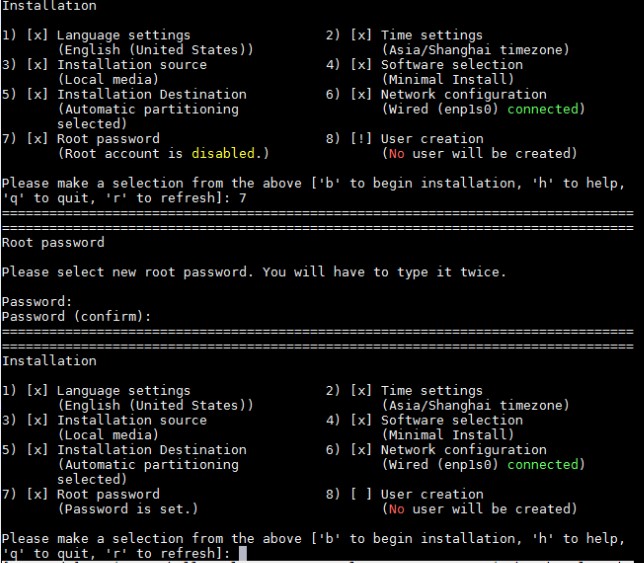 Installation
1) [x] Language settings 2) [x] Time settings
(English (United States)) (Asia/Shanghai timezone)
3) [x] Installation source 4) [x] Software selection
(Local media) (Minimal Install)
5) [x] Installation Destination 6) [x] Network configuration
(Automatic partitioning (Wired (enp1s0) connected)
selected)
7) [x] Root password 8) [!] User creation
(Root account is disabled.) (No user will be created)
Please make a selection from the above ['b' to begin installation, 'h' to help,
'q' to quit, 'r' to refresh]: 7
================================================================================
================================================================================
Root password
Please select new root password. You will have to type it twice.
Password:
Password (confirm):
================================================================================
================================================================================
Installation
1) [x] Language settings 2) [x] Time settings
(English (United States)) (Asia/Shanghai timezone)
3) [x] Installation source 4) [x] Software selection
(Local media) (Minimal Install)
5) [x] Installation Destination 6) [x] Network configuration
(Automatic partitioning (Wired (enp1s0) connected)
selected)
7) [x] Root password 8) [ ] User creation
(Password is set.) (No user will be created)
Please make a selection from the above ['b' to begin installation, 'h' to help,
'q' to quit, 'r' to refresh]: